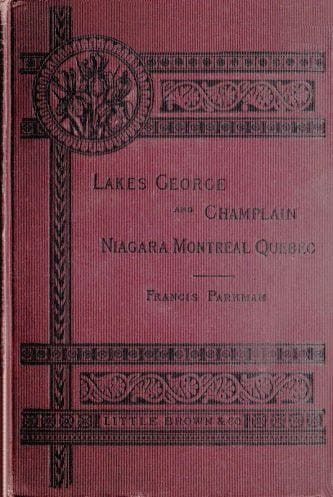 LAKES GEORGE
AND CHAMPLAIN
NIAGARA MONTREAL QUEBEC
FRANCIS PARKMAN
LITTLE BROWN & CO